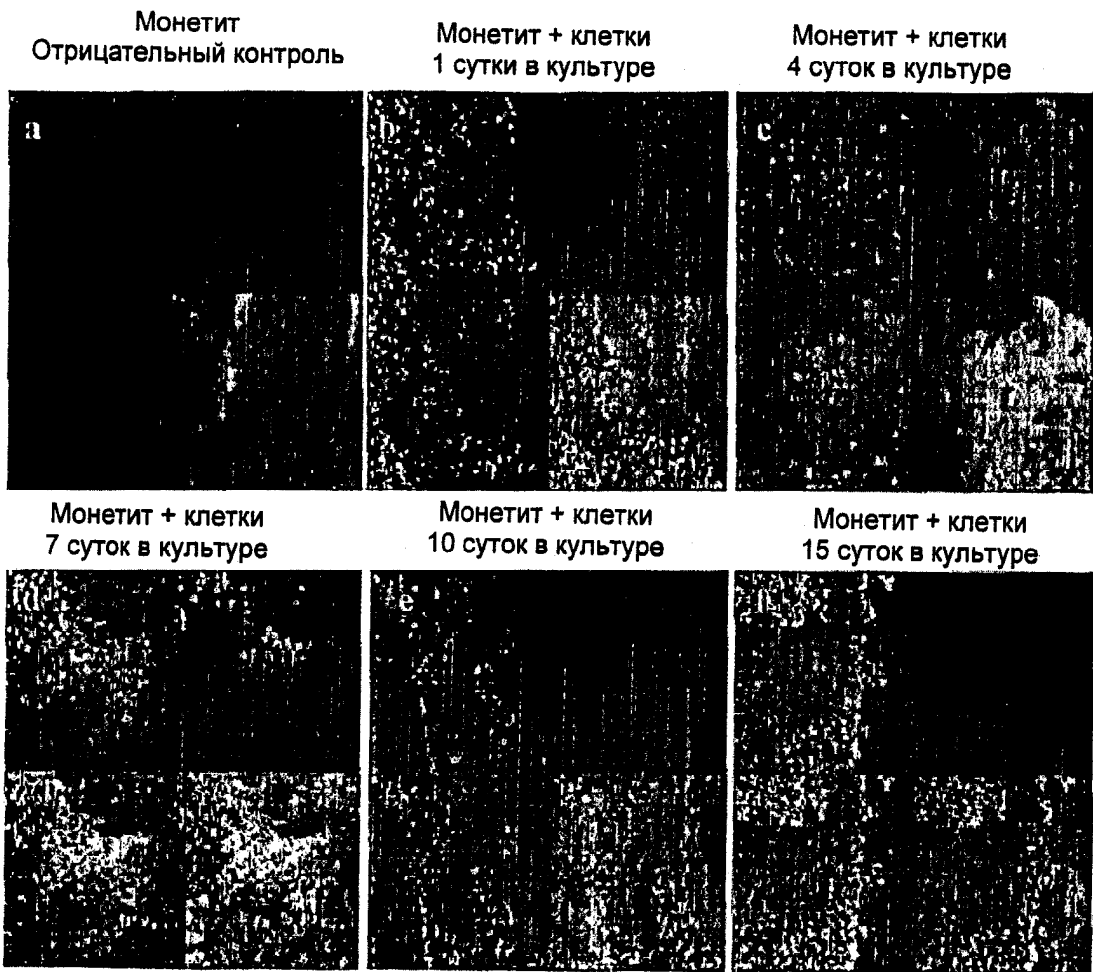 Монетит
Отрицательный контроль
Монетит + клетки
1 сутки в культуре
Монетит + клетки
4 суток в культуре
a
b
c
Монетит + клетки
7 суток в культуре
Монетит + клетки
10 суток в культуре
Монетит + клетки
15 суток в культуре
d
e